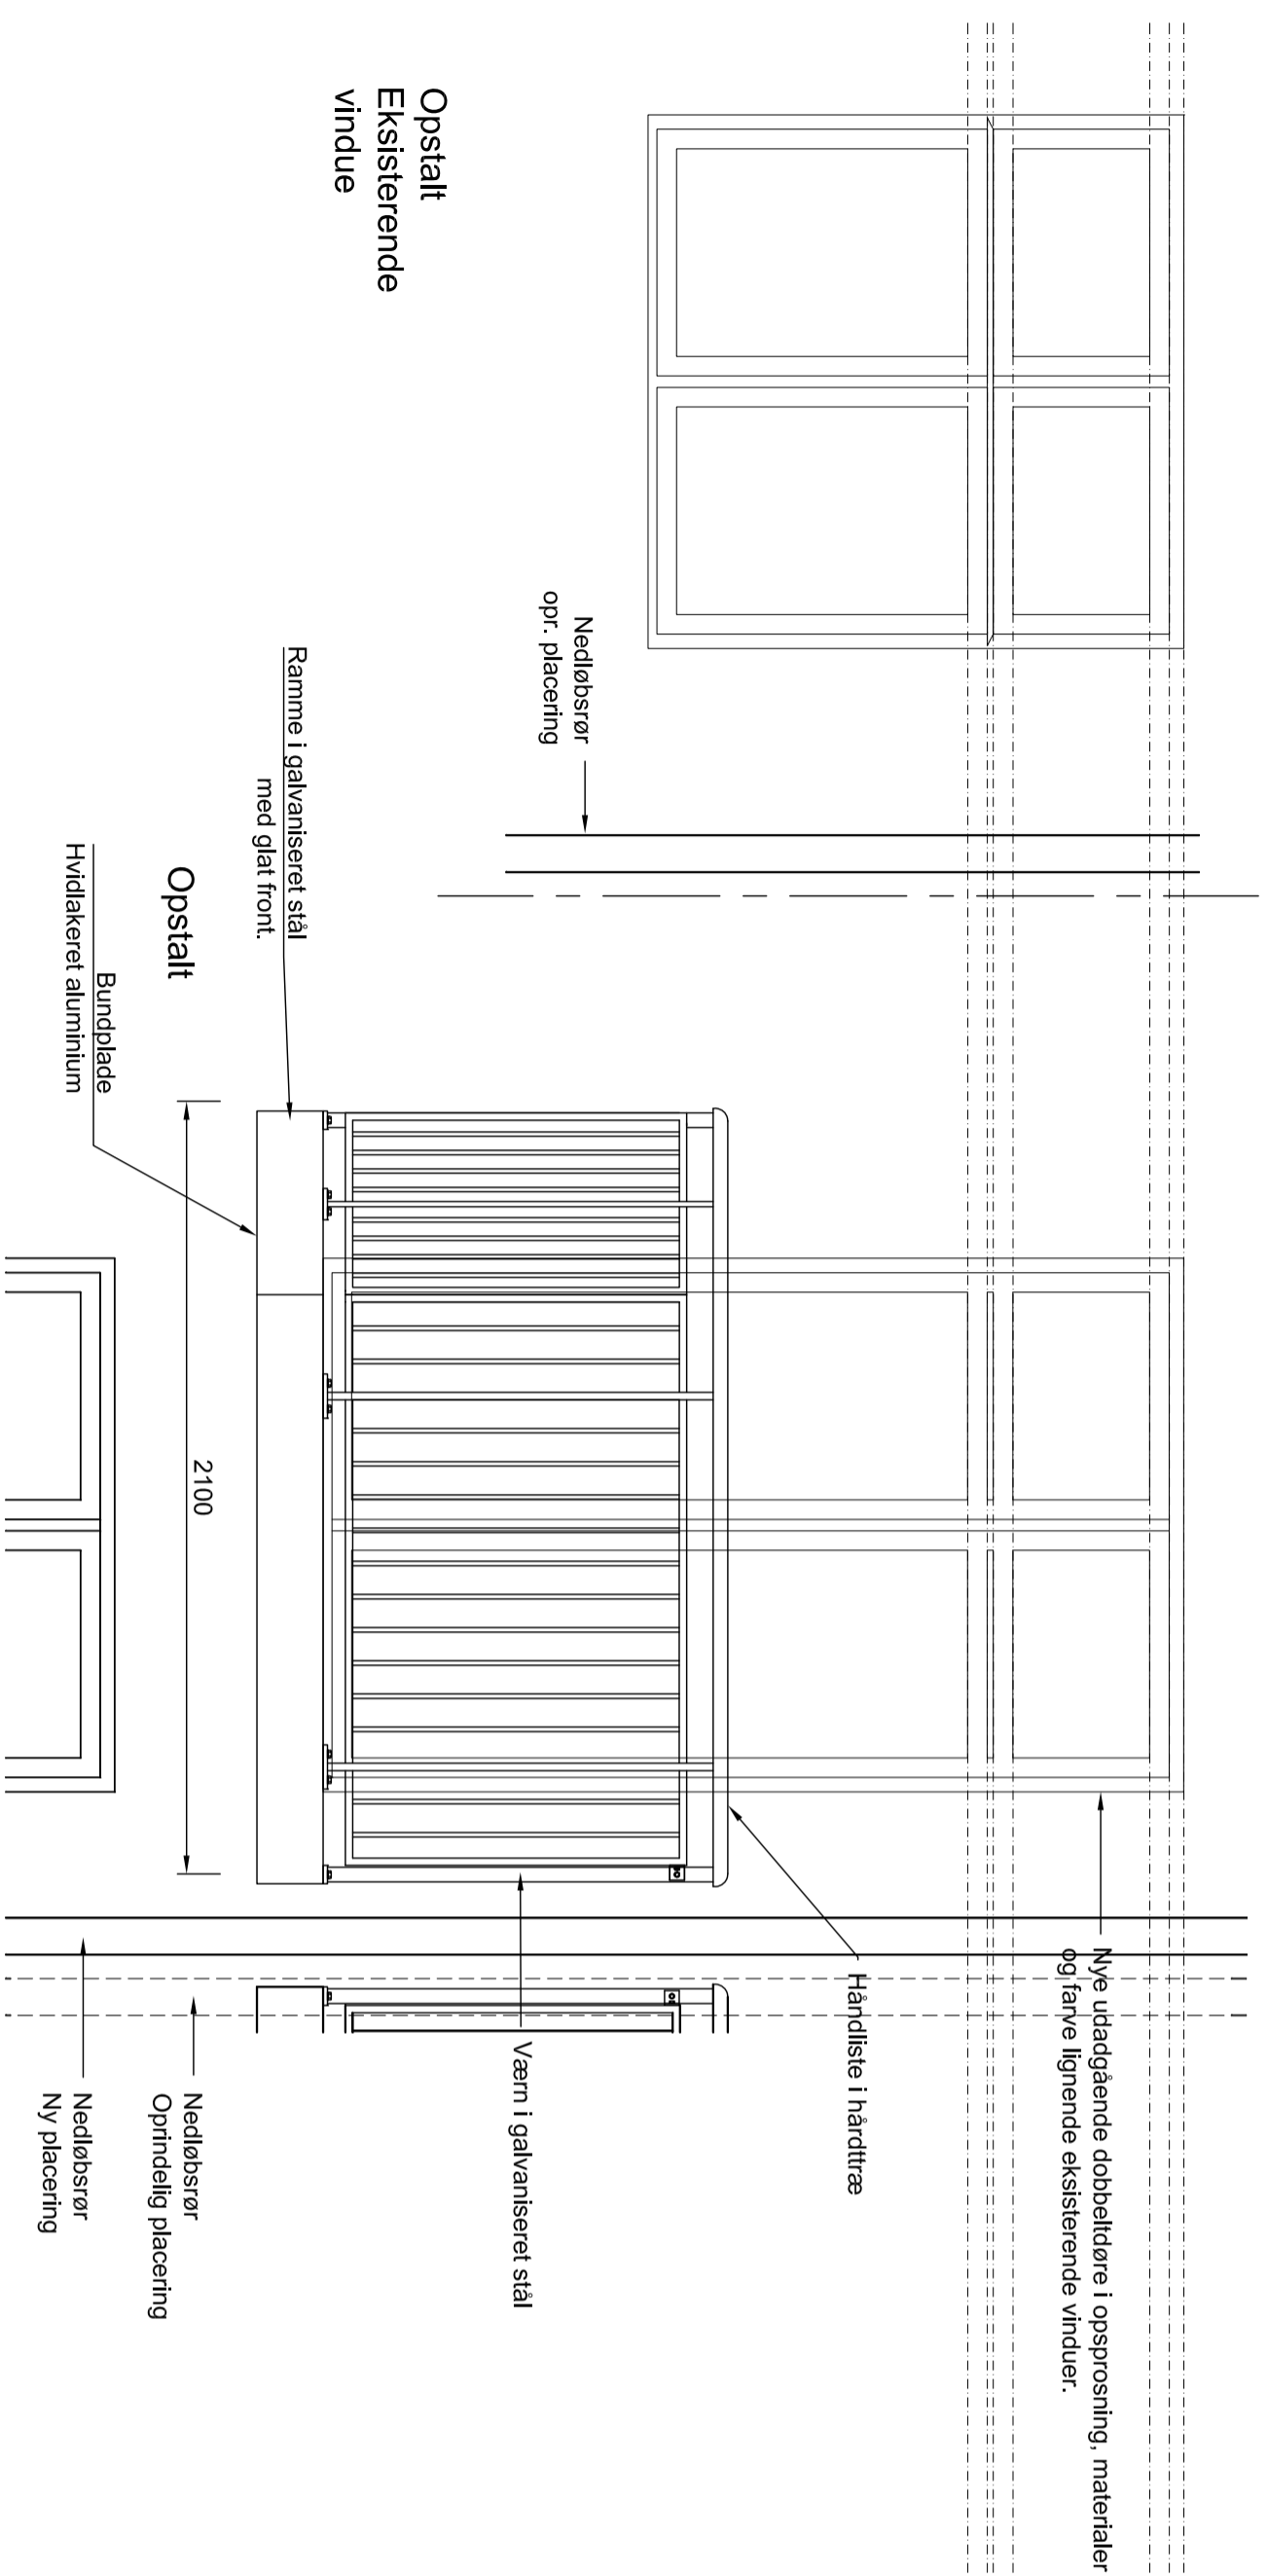 Opstalt
Eksisterende
vindue
Nedløbsrør
opr. placering
Ramme i galvaniseret stål
med glat front.
Opstalt
Bundplade
Hvidlakeret aluminium
2100
Nye udadgående dobbeltdøre i opsprosning, materialer
og farve lignende eksisterende vinduer.
Håndliste i hårdttræ
Værn i galvaniseret stål
Nedløbsrør
Oprindelig placering
Nedløbsrør
Ny placering